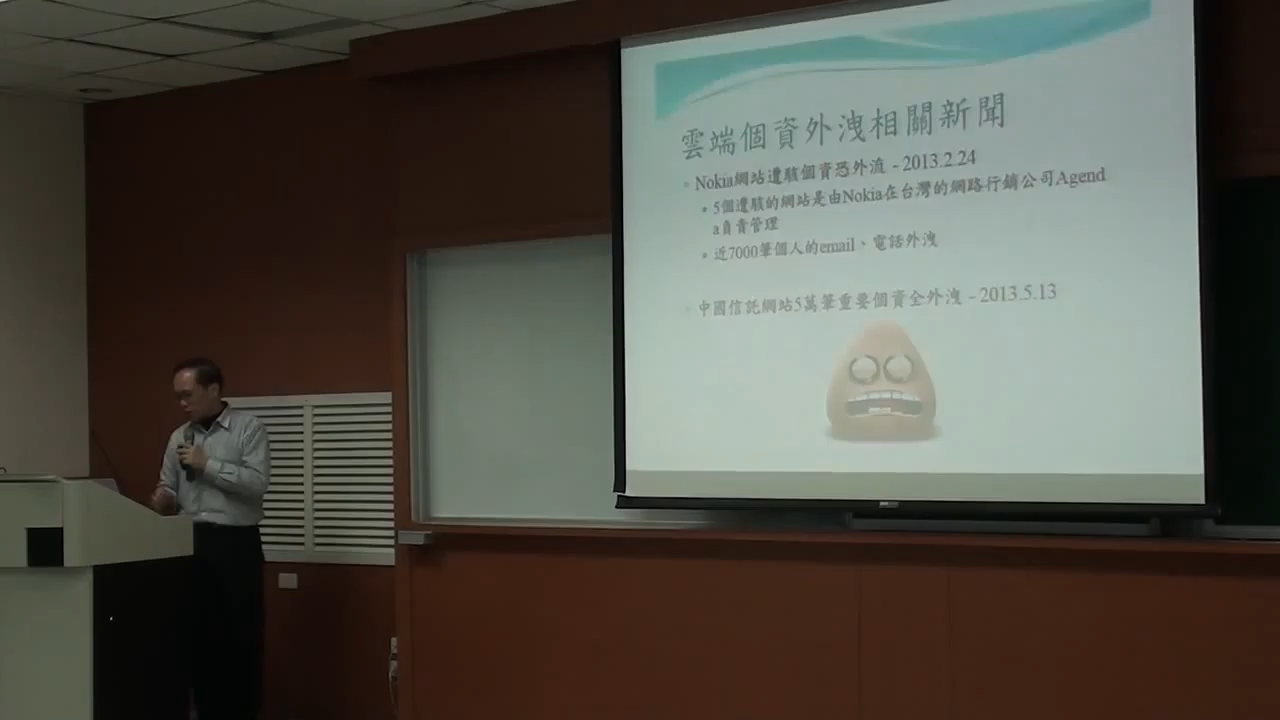 雲端個資外洩相關新聞
Nokia網站遭駭個資恐外流 - 2013.2.24
5個遭駭的網站是由Nokia在台灣的網路行銷公司Agend
a負責管理
近7000筆個人的email、電話外洩
中國信託網站5萬筆重要個資全外洩 - 2013.5.13